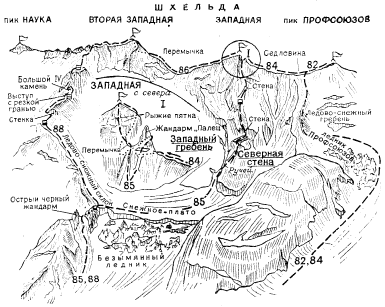 ШХЕЛЬДА
ПИК НАУКА
ВТОРАЯ ЗАПАДНАЯ
ЗАПАДНАЯ
ПИК ПРОФСОЮЗОВ
Перемычка
I
Седловина
86
84
82
Большой
камень
IV
ЗАПАДНАЯ
с севера
I
Стена
Выступ
с резкой
гранью
Рыжие пятна
Жандарм „Палец"
Стена
Ледово-снежный
гребень
Стенка
88
Западный
гребень
ледник
Профсоюзов
Перемычка
84
Северная
стена
85
Ручей
Острый черный
жандарм
Снежное плато
85
Безымянный
ледник
82,84
85,88